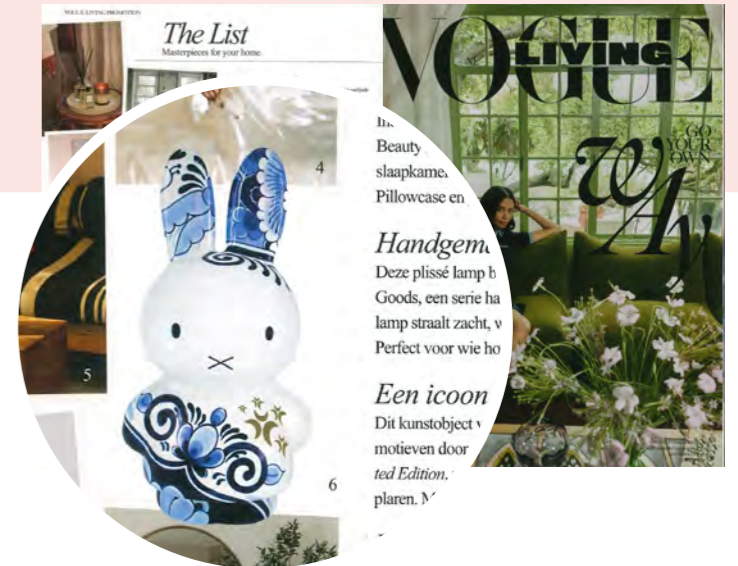 VOGUE LIVING PROMOTION
The List
Masterpieces for your home
4
Beauty
slaapkame
Pillowcase en
Handgem
Deze plissé lamp b
Goods, een serie ha
lamp straalt zacht, v
Perfect voor wie ho
Een icoon
Dit kunstobject
motieven door
ted Edition.
plaren. M
5
6
VOGUE
LIVING
GO
YOUR
OWN
WAy